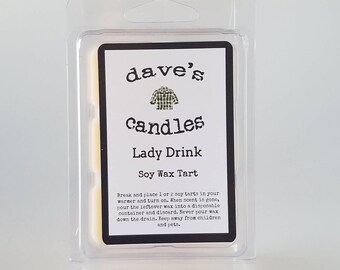 dave's
candles
Lady Drink
Soy Wax Tart
Break and place 1 or 2 soy tarts in your
warmer and turn on. When scent is gone,
pour the leftover wax into a disposable
container and discard. Never pour wax
down the drain. Keep away from children
and pets.